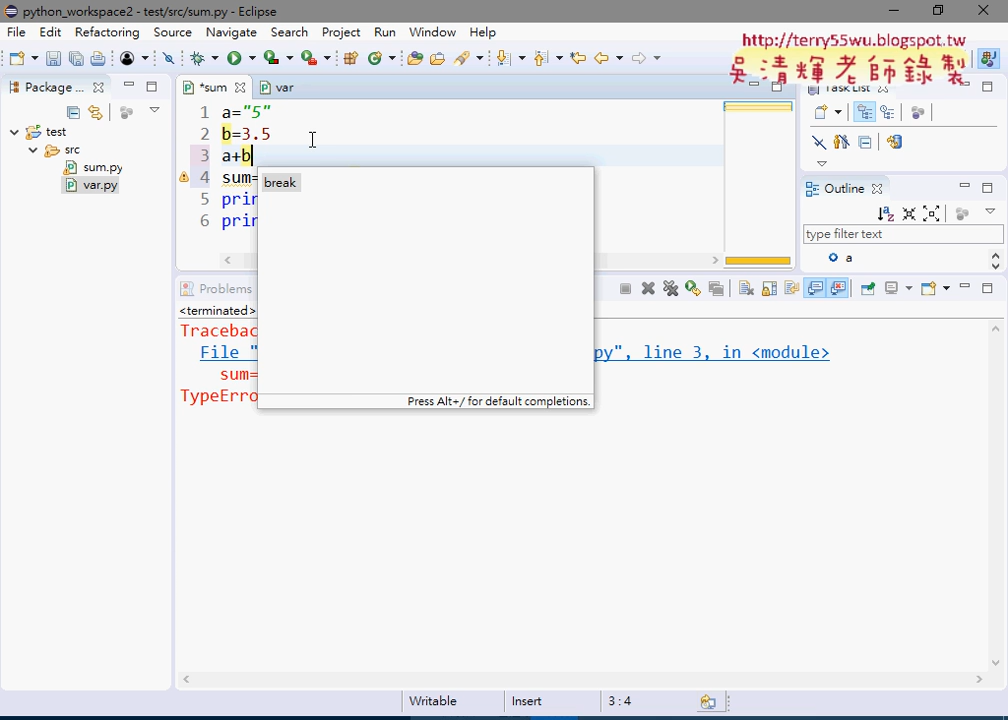 python_workspace2 - test/src/sum.py - Eclipse
File Edit Refactoring Source Navigate Search Project Run Window Help
http://terry55wu.blogspot.tw
吳清輝老師錄製
Package ...
*sum
var
Task List
1 a="5"
2 b=3.5
3 a+b
4 sum=
5 prin
6 prin
test
src
sum.py
var.py
break
Press Alt+/ for default completions.
Outline
type filter text
a
Problems
<terminated>
Tracebac
File " py", line 3, in <module>
sum=
TypeErro
Writable Insert 3 : 4